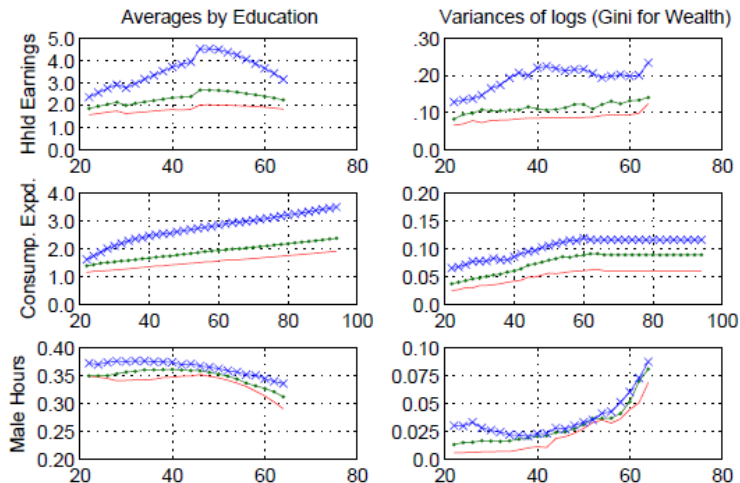 Averages by Education
Variances of logs (Gini for Wealth)
Hhld Earnings
5.0
4.0
3.0
2.0
1.0
0.0
20 40 60 80
.30
.20
.10
.0
20 40 60 80
Consump. Expd.
4.0
3.0
2.0
1.0
0.0
20 40 60 80 100
0.20
0.15
0.10
0.05
0.0
20 40 60 80 100
Male Hours
0.40
0.35
0.30
0.25
0.20
20 40 60 80
0.10
0.075
0.05
0.025
0.0
20 40 60 80